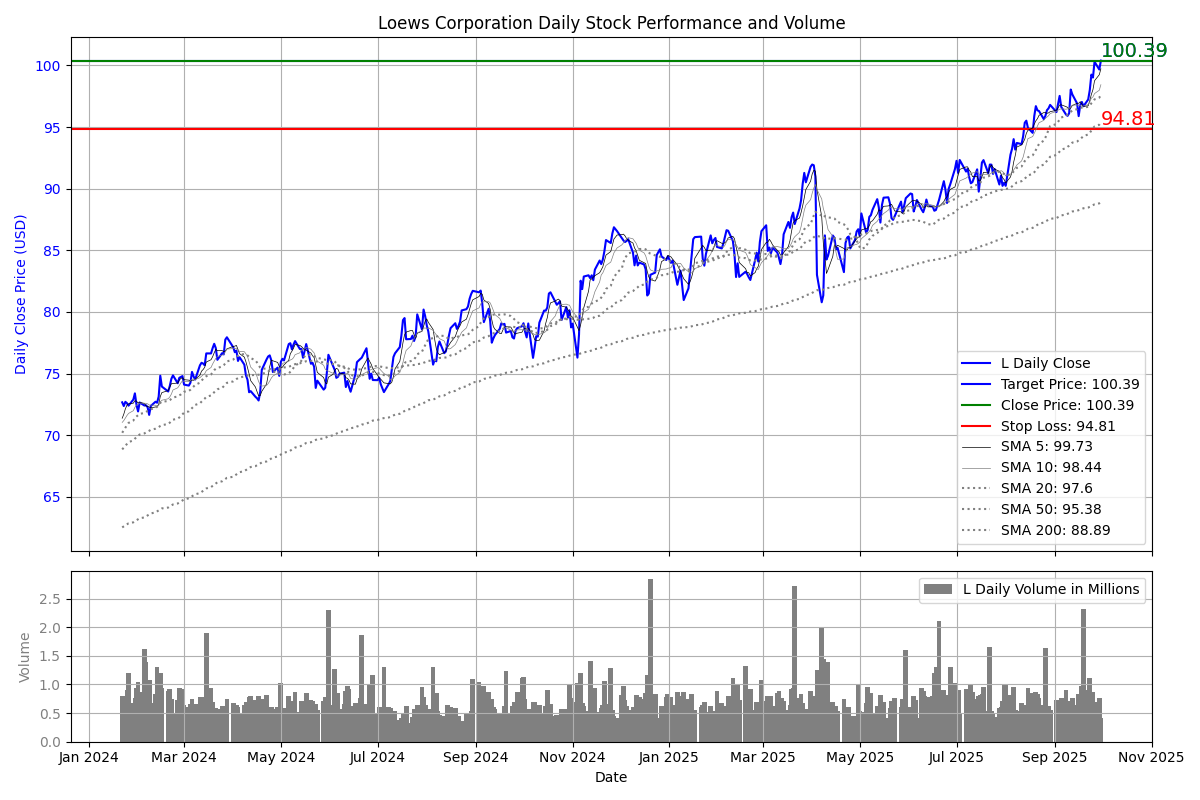 Loews Corporation Daily Stock Performance and Volume
100.39
94.81
Daily Close Price (USD)
100
95
90
85
80
75
70
65
L Daily Close
Target Price: 100.39
Close Price: 100.39
Stop Loss: 94.81
SMA 5: 99.73
SMA 10: 98.44
SMA 20: 97.6
SMA 50: 95.38
SMA 200: 88.89
L Daily Volume in Millions
Volume
2.5
2.0
1.5
1.0
0.5
0.0
Jan 2024 Mar 2024 May 2024 Jul 2024 Sep 2024 Nov 2024 Jan 2025 Mar 2025 May 2025 Jul 2025 Sep 2025 Nov 2025
Date